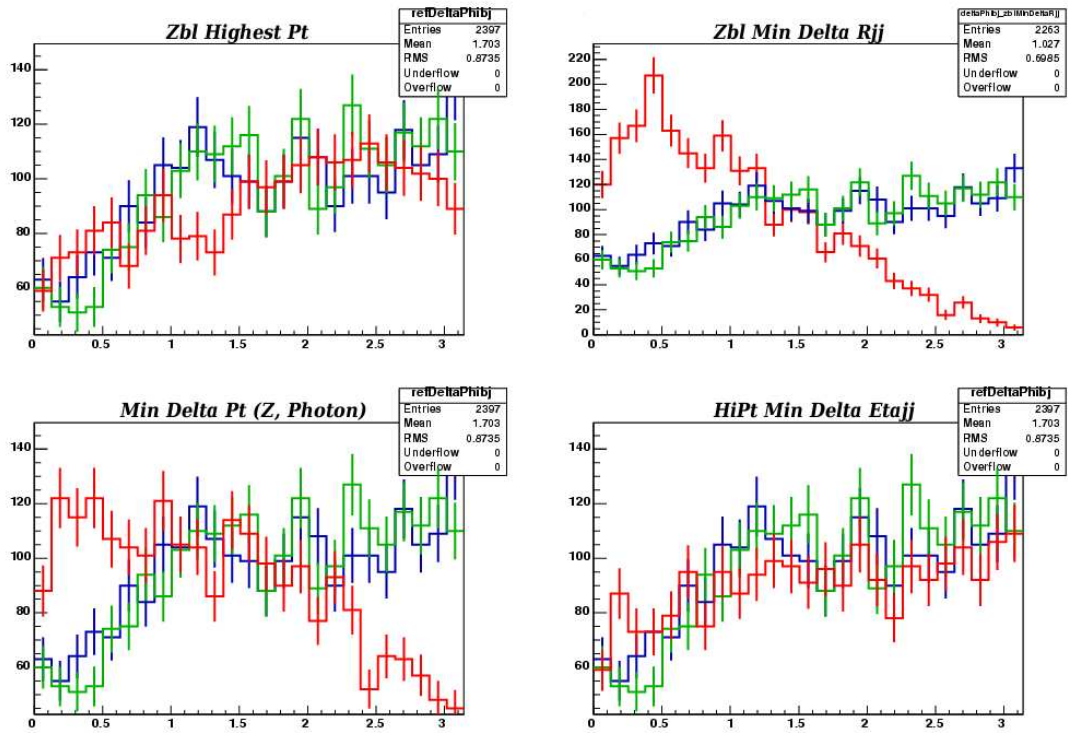 Zbl Highest Pt
refDeltaPhibj
Entries 2397
Mean 1.703
RMS 0.8735
Underflow 0
Overflow 0
140
120
100
80
60
0 0.5 1 1.5 2 2.5 3
Zbl Min Delta Rjj
deltaPhibj_zblMinDeltaRjj
Entries 2263
Mean 1.027
RMS 0.6985
Underflow 0
Overflow 0
220
200
180
160
140
120
100
80
60
40
20
0
0 0.5 1 1.5 2 2.5 3
Min Delta Pt (Z, Photon)
refDeltaPhibj
Entries 2397
Mean 1.703
RMS 0.8735
Underflow 0
Overflow 0
140
120
100
80
60
0 0.5 1 1.5 2 2.5 3
HiPt Min Delta Etajj
refDeltaPhibj
Entries 2397
Mean 1.703
RMS 0.8735
Underflow 0
Overflow 0
140
120
100
80
60
0 0.5 1 1.5 2 2.5 3